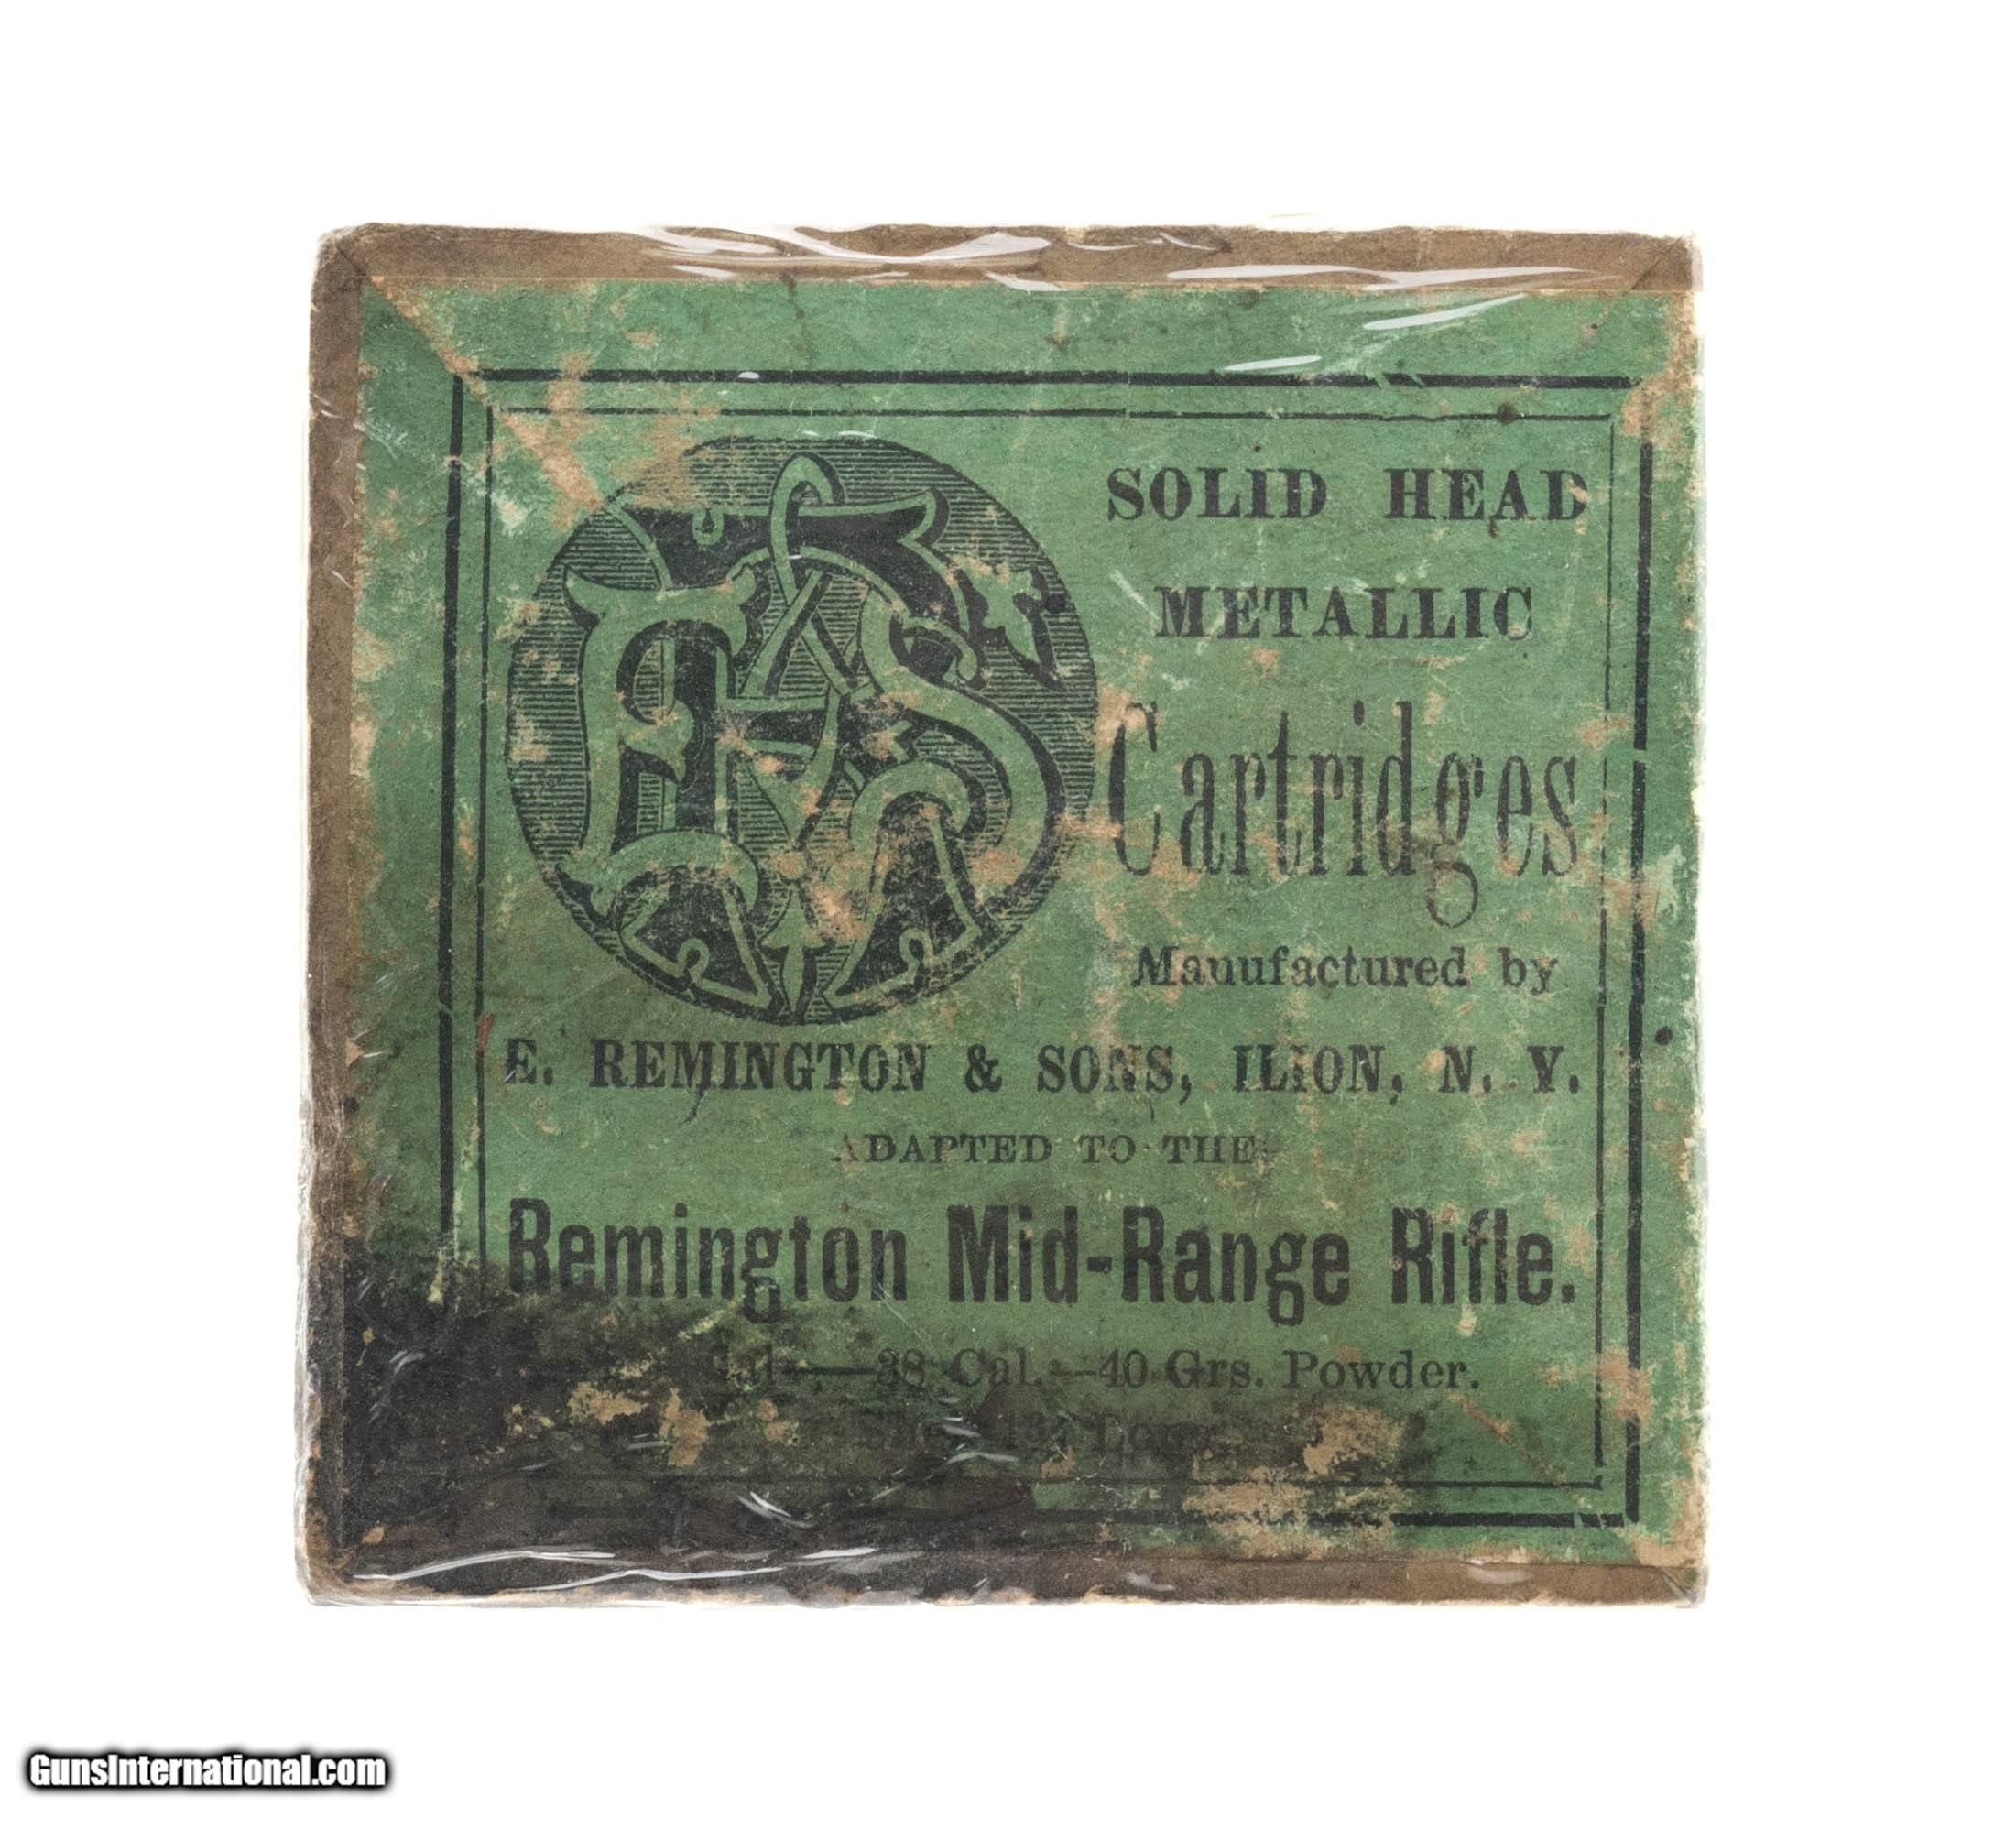 SOLID HEAD
METALLIC
Cartridges
Manufactured by
E. REMINGTON & SONS, ILION, N. Y.
ADAPTED TO THE
Remington Mid-Range Rifle.
38 Cal.—40 Grs. Powder.
GunsInternational.com